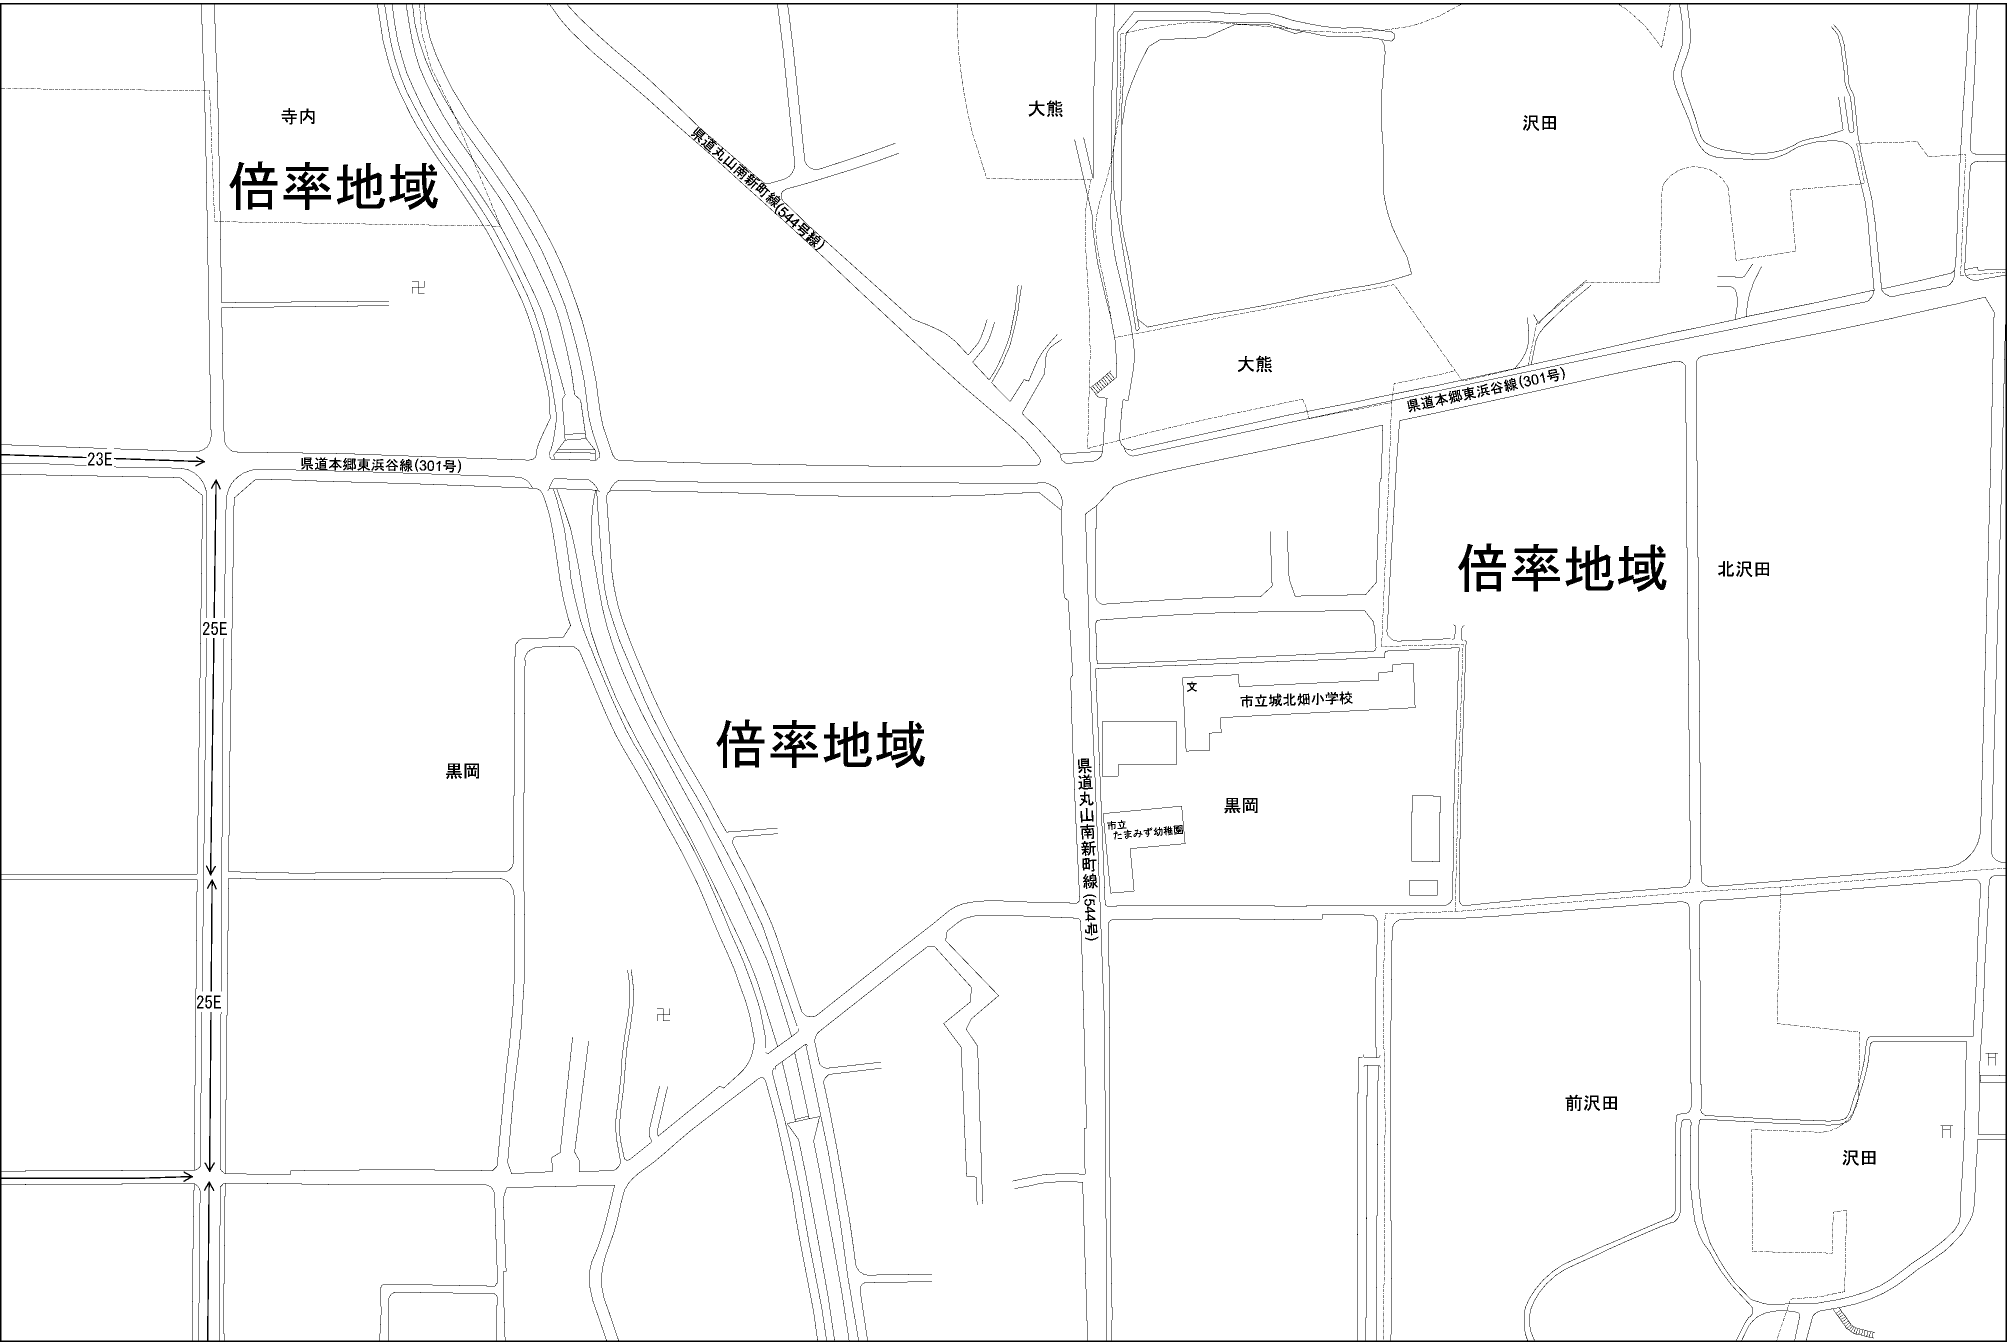 寺内
大熊
沢田
倍率地域
県道丸山南新町線(544号線)
卍
大熊
県道本郷東浜谷線(301号)
23E
県道本郷東浜谷線(301号)
倍率地域
北沢田
25E
文
市立城北畑小学校
倍率地域
黒岡
県道丸山南新町線(544号)
黒岡
市立
たまみず幼稚園
25E
卍
前沢田
沢田